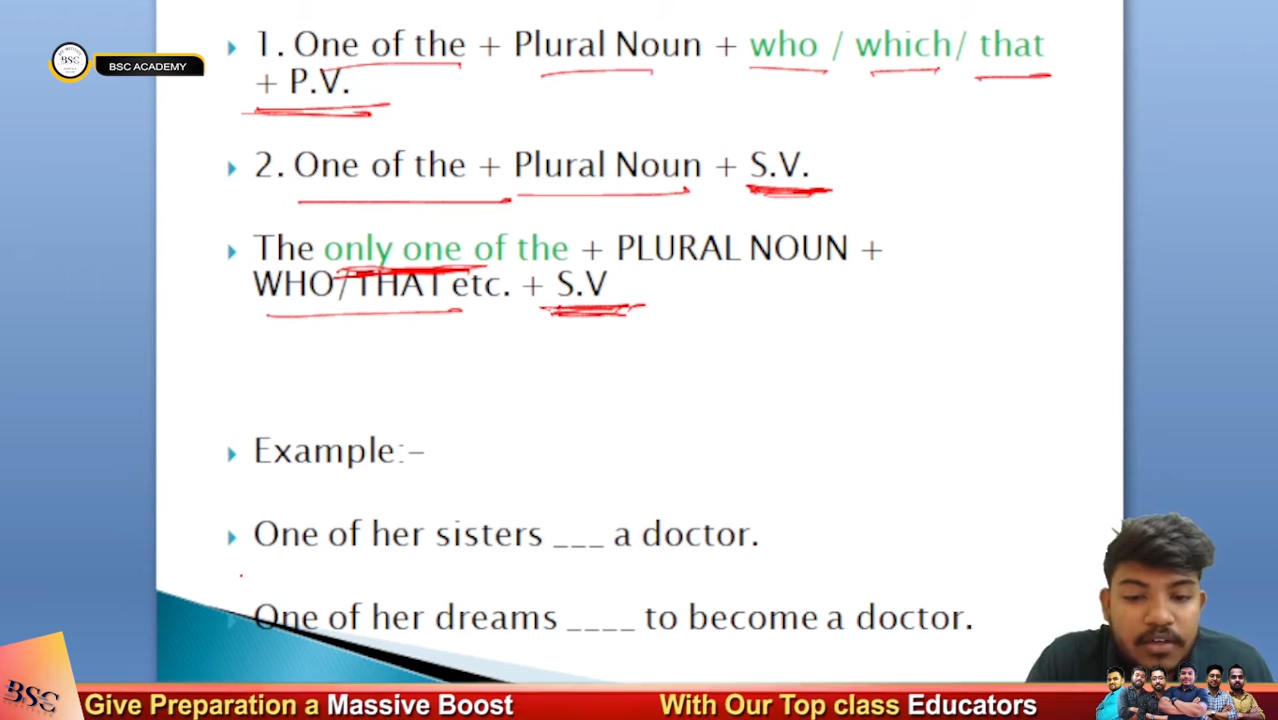 BSC ACADEMY
BSC
1. One of the + Plural Noun + who / which/ that
+ P.V.
2. One of the + Plural Noun + S.V.
The only one of the + PLURAL NOUN +
WHO/THAT etc. + S.V
Example:-
One of her sisters ___ a doctor.
One of her dreams ____ to become a doctor.
BSC
Give Preparation a Massive Boost With Our Top class Educators